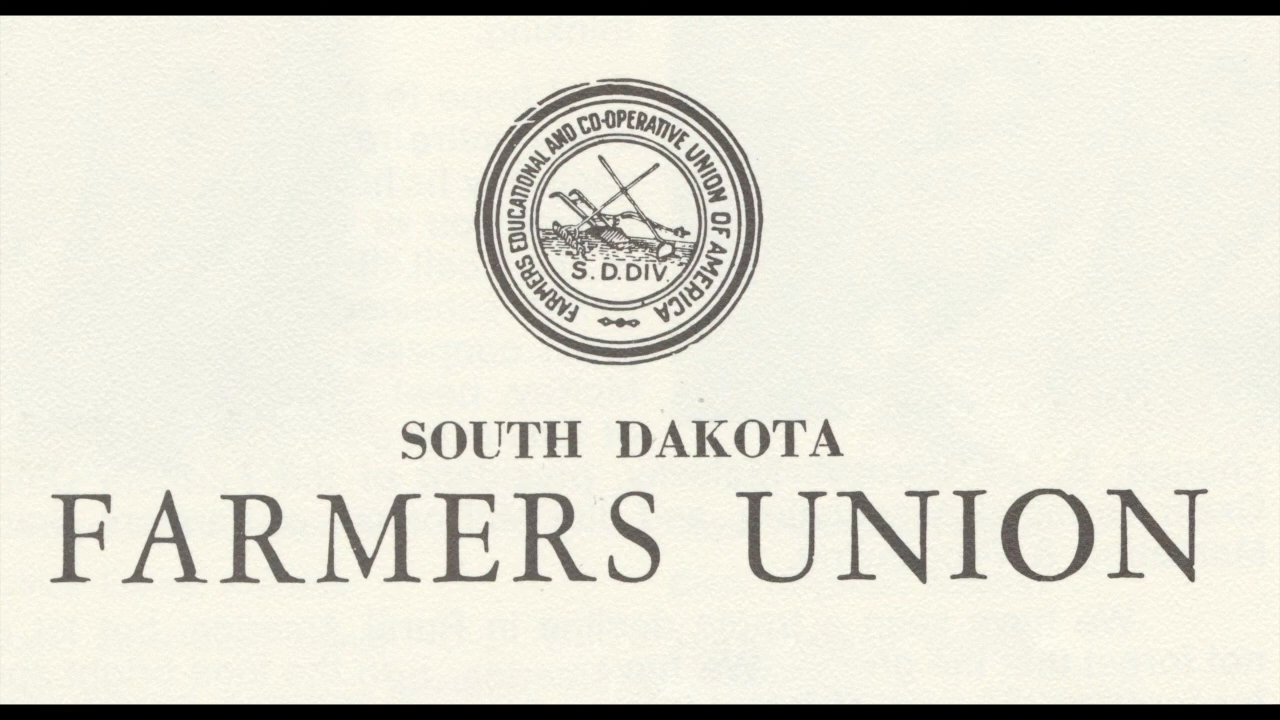 FARMERS EDUCATIONAL AND CO-OPERATIVE UNION OF AMERICA
S. D. DIV.
SOUTH DAKOTA
FARMERS UNION